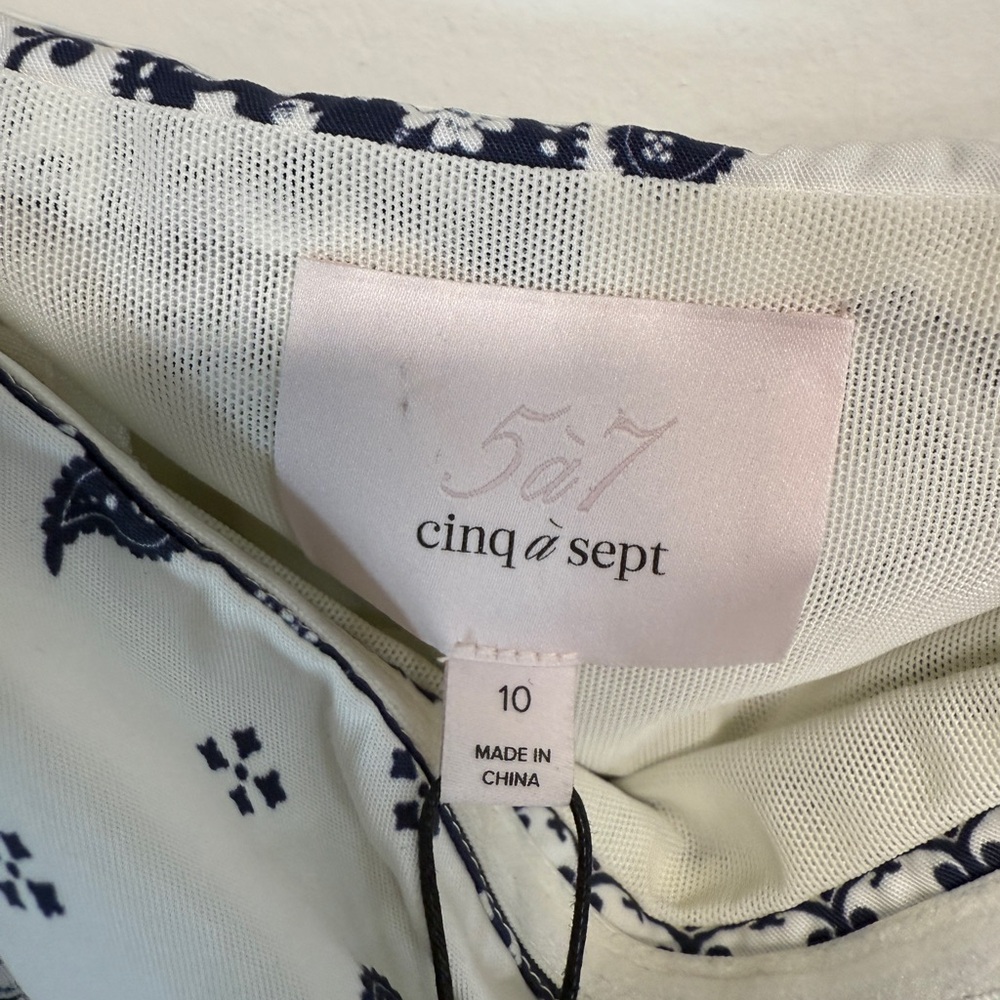 5à7
cinq à sept
10
MADE IN
CHINA